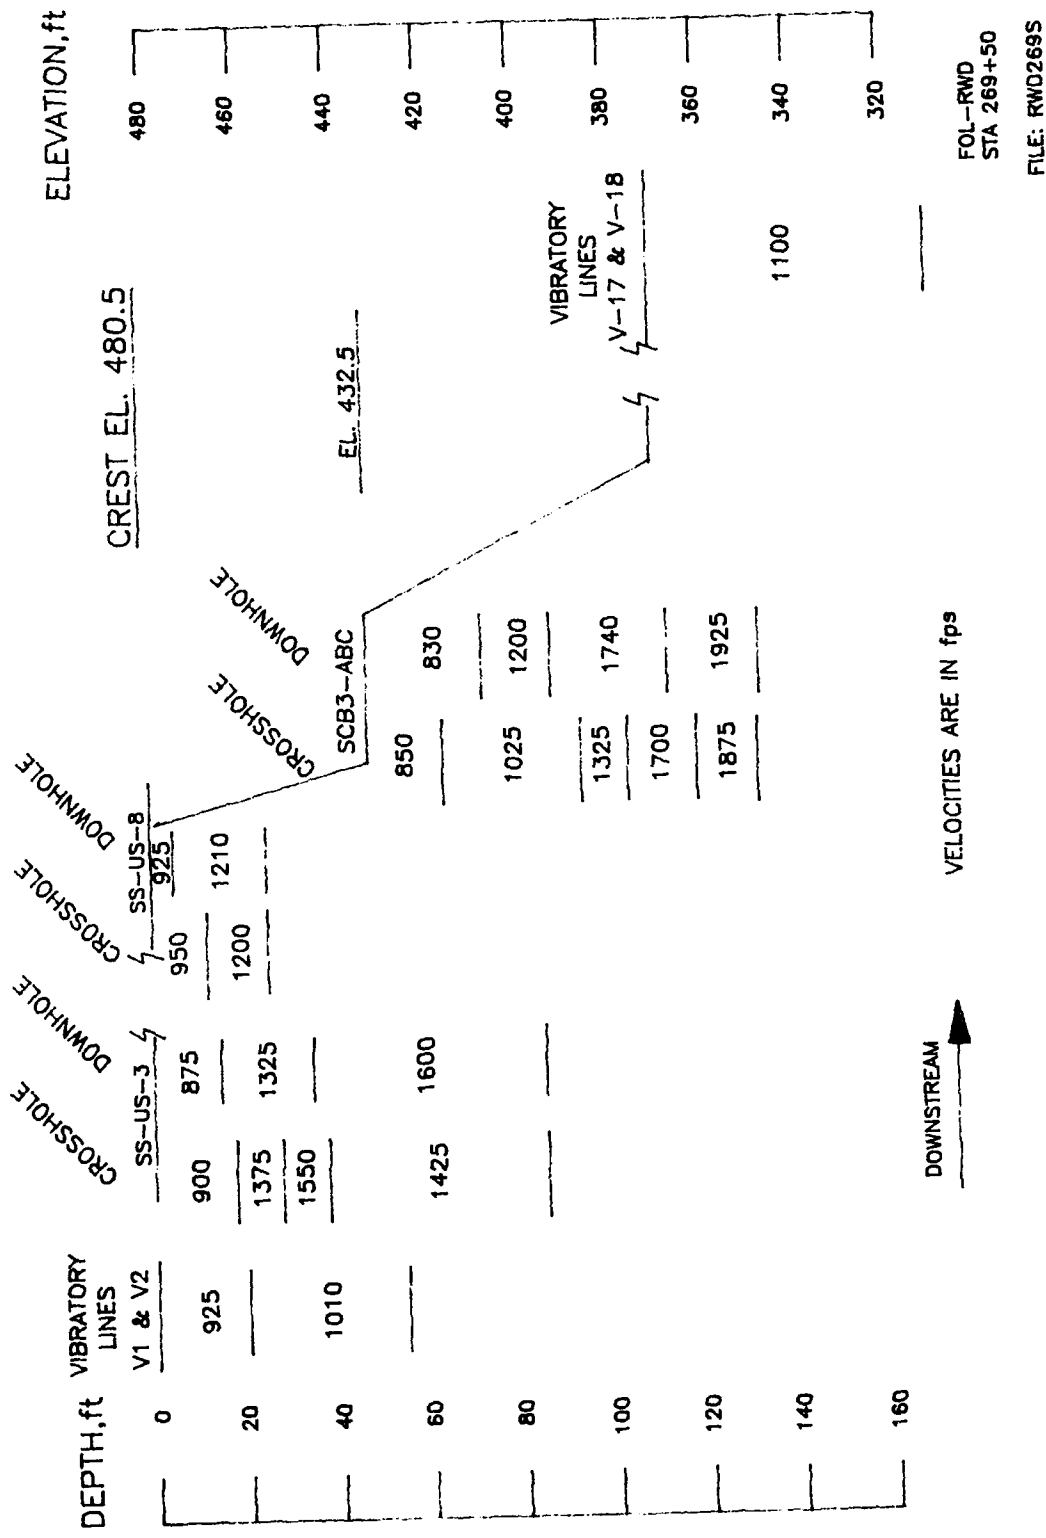 DEPTH,ft
0
20
40
60
80
100
120
140
160
VIBRATORY
LINES
V1 & V2
925
1010
CROSSHOLE
DOWNHOLE
SS-US-3
900
1375
1550
1425
875
1325
1600
CROSSHOLE
DOWNHOLE
SS-US-8
950
1200
925
1210
CROSSHOLE
DOWNHOLE
SCB3-ABC
850
1025
1325
1700
1875
830
1200
1740
1925
CREST EL. 480.5
EL. 432.5
VIBRATORY
LINES
V-17 & V-18
1100
ELEVATION,ft
480
460
440
420
400
380
360
340
320
DOWNSTREAM
VELOCITIES ARE IN fps
FOL-RWD
STA 269+50
FILE: RWD269S